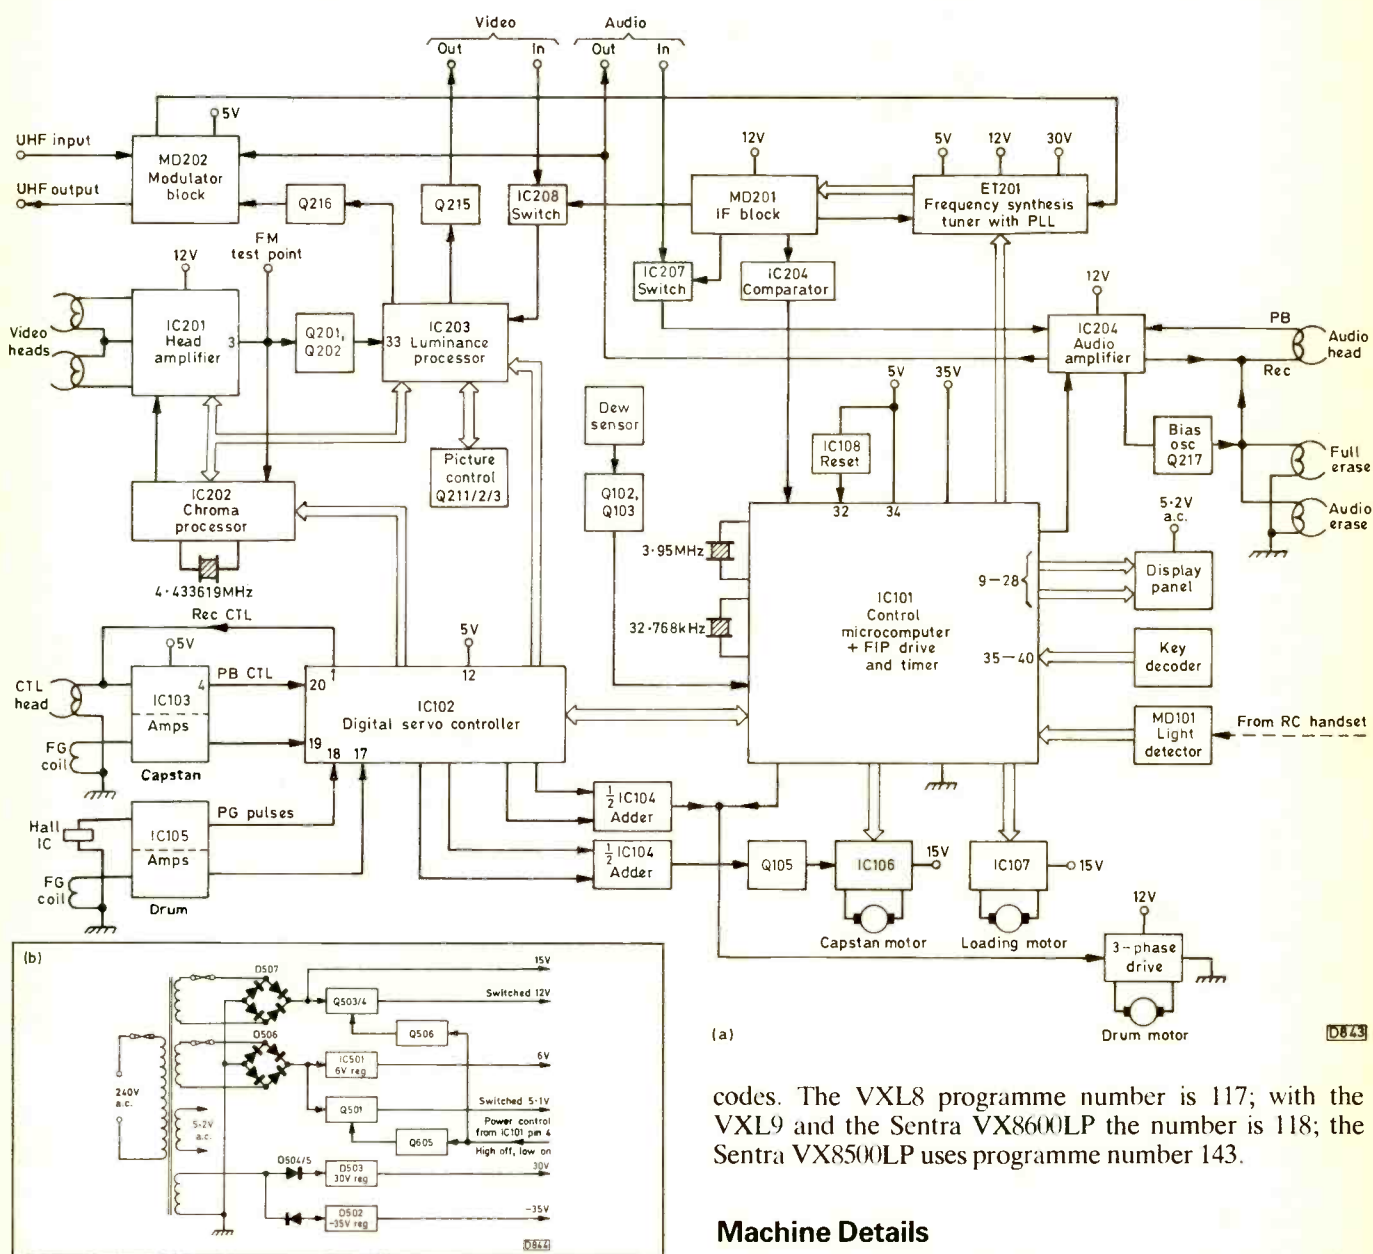 Video
Audio
Out
In
Out
In
5V
UHF input
MD202
Modulator
block
UHF output
Q216
Q215
IC208
Switch
12V
MD201
IF block
5V
12V
30V
ET201
Frequency synthesis
tuner with PLL
FM
test point
12V
IC207
Switch
IC204
Comparator
12V
Video
heads
IC201
Head
amplifier
3
Q201,
Q202
33
IC203
Luminance
processor
IC204
Audio
amplifier
PB
Rec
Audio
head
5V
35V
Dew
sensor
IC108
Reset
Bias
osc
Q217
Full
erase
Picture
control
Q211/2/3
Q102,
Q103
IC202
Chroma
processor
32
34
5·2V
a.c.
Audio
erase
4·433619MHz
3·95MHz
9–28
Display
panel
Rec CTL
32·768kHz
IC101
Control
microcomputer
+ FIP drive
and timer
35–40
Key
decoder
5V
5V
CTL
head
4
PB CTL
20
1
12
IC103
Amps
IC102
Digital servo controller
MD101
Light
detector
From RC handset
FG
coil
19
18
17
Capstan
PG pulses
½ IC104
Adder
Hall
IC
IC105
Amps
½ IC104
Adder
Q105
IC106
15V
IC107
15V
FG
coil
Drum
Capstan motor
Loading motor
12V
3-phase
drive
Drum motor
(a)
D843
(b)
D507
15V
Q503/4
Switched 12V
Q506
D506
IC501
6V reg
6V
240V
a.c.
Q501
Switched 5·1V
5·2V
a.c.
Q605
Power control
from IC101 pin 4
High off, low on
D504/5
D503
30V reg
30V
D502
-35V reg
-35V
D844
codes. The VXL8 programme number is 117; with the
VXL9 and the Sentra VX8600LP the number is 118; the
Sentra VX8500LP uses programme number 143.
Machine Details